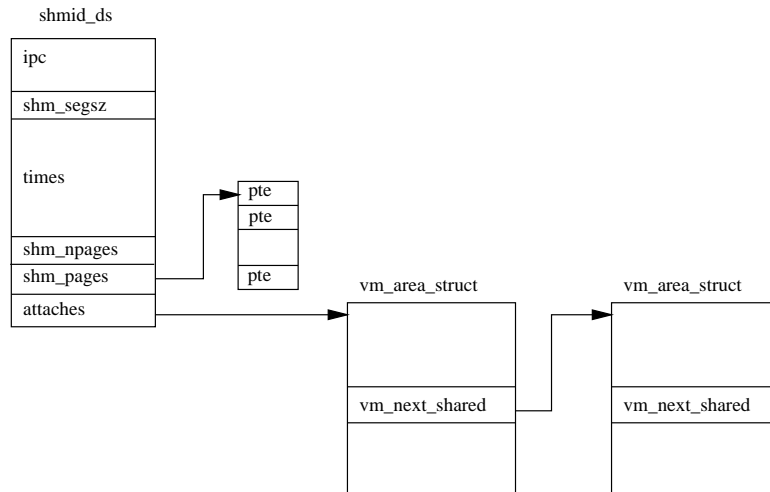 shmid_ds
ipc
shm_segsz
times
shm_npages
shm_pages
attaches
pte
pte
pte
vm_area_struct
vm_next_shared
vm_area_struct
vm_next_shared